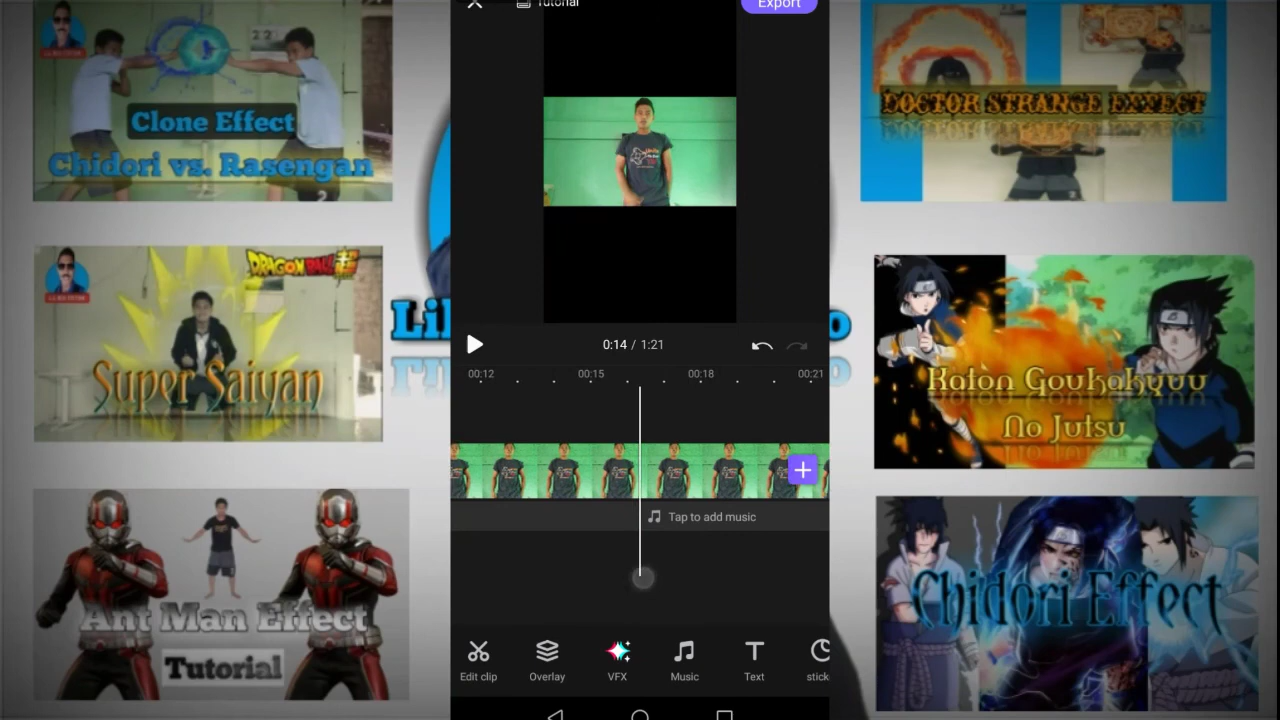 Tutorial
Export
Clone Effect
Chidori vs. Rasengan
DOCTOR STRANGE EFFECT
DRAGON BALL
Super Saiyan
Katon Goukakyuu
No Jutsu
0:14 / 1:21
00:12
00:15
00:18
00:21
Tap to add music
Ant Man Effect
Tutorial
Chidori Effect
Edit clip
Overlay
VFX
Music
Text
stick